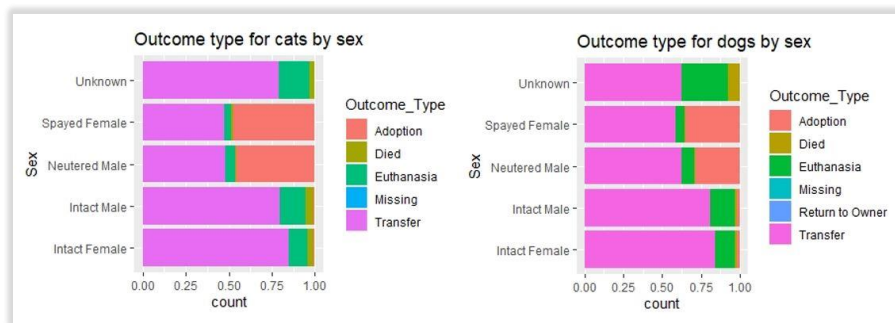 Outcome type for cats by sex
Sex
Unknown
Spayed Female
Neutered Male
Intact Male
Intact Female
0.00 0.25 0.50 0.75 1.00
count
Outcome_Type
Adoption
Died
Euthanasia
Missing
Transfer
Outcome type for dogs by sex
Sex
Unknown
Spayed Female
Neutered Male
Intact Male
Intact Female
0.00 0.25 0.50 0.75 1.00
count
Outcome_Type
Adoption
Died
Euthanasia
Missing
Return to Owner
Transfer